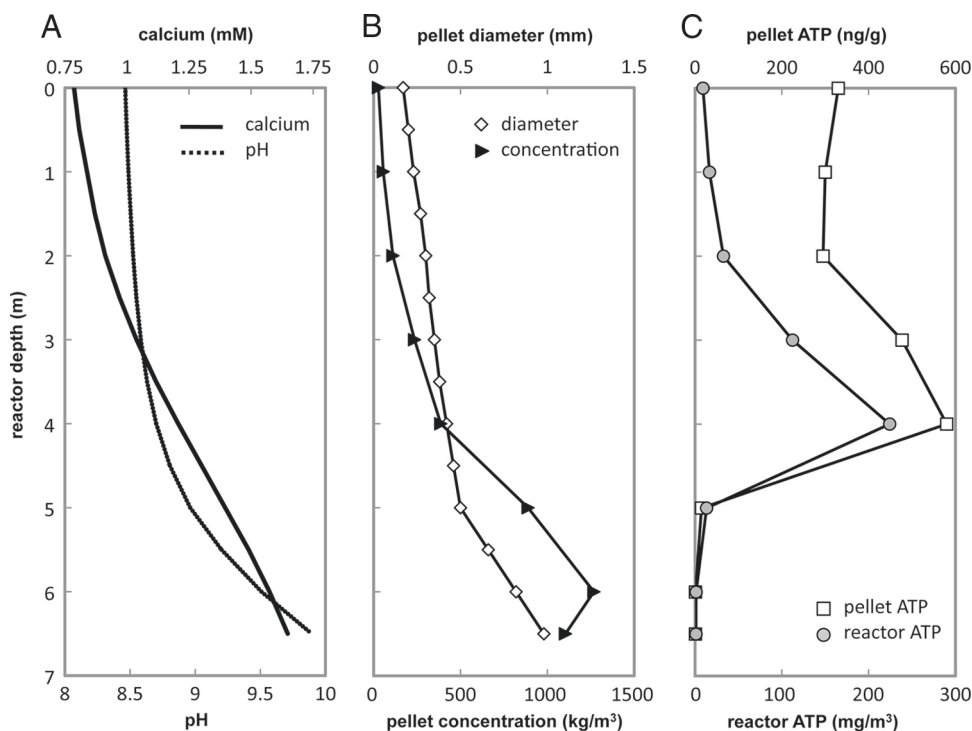 A
calcium (mM)
0.75 1 1.25 1.5 1.75
reactor depth (m)
0
1
2
3
4
5
6
7
calcium
pH
8 8.5 9 9.5 10
pH
B
pellet diameter (mm)
0 0.5 1 1.5
diameter
concentration
0 500 1000 1500
pellet concentration (kg/m³)
C
pellet ATP (ng/g)
0 200 400 600
pellet ATP
reactor ATP
0 100 200 300
reactor ATP (mg/m³)